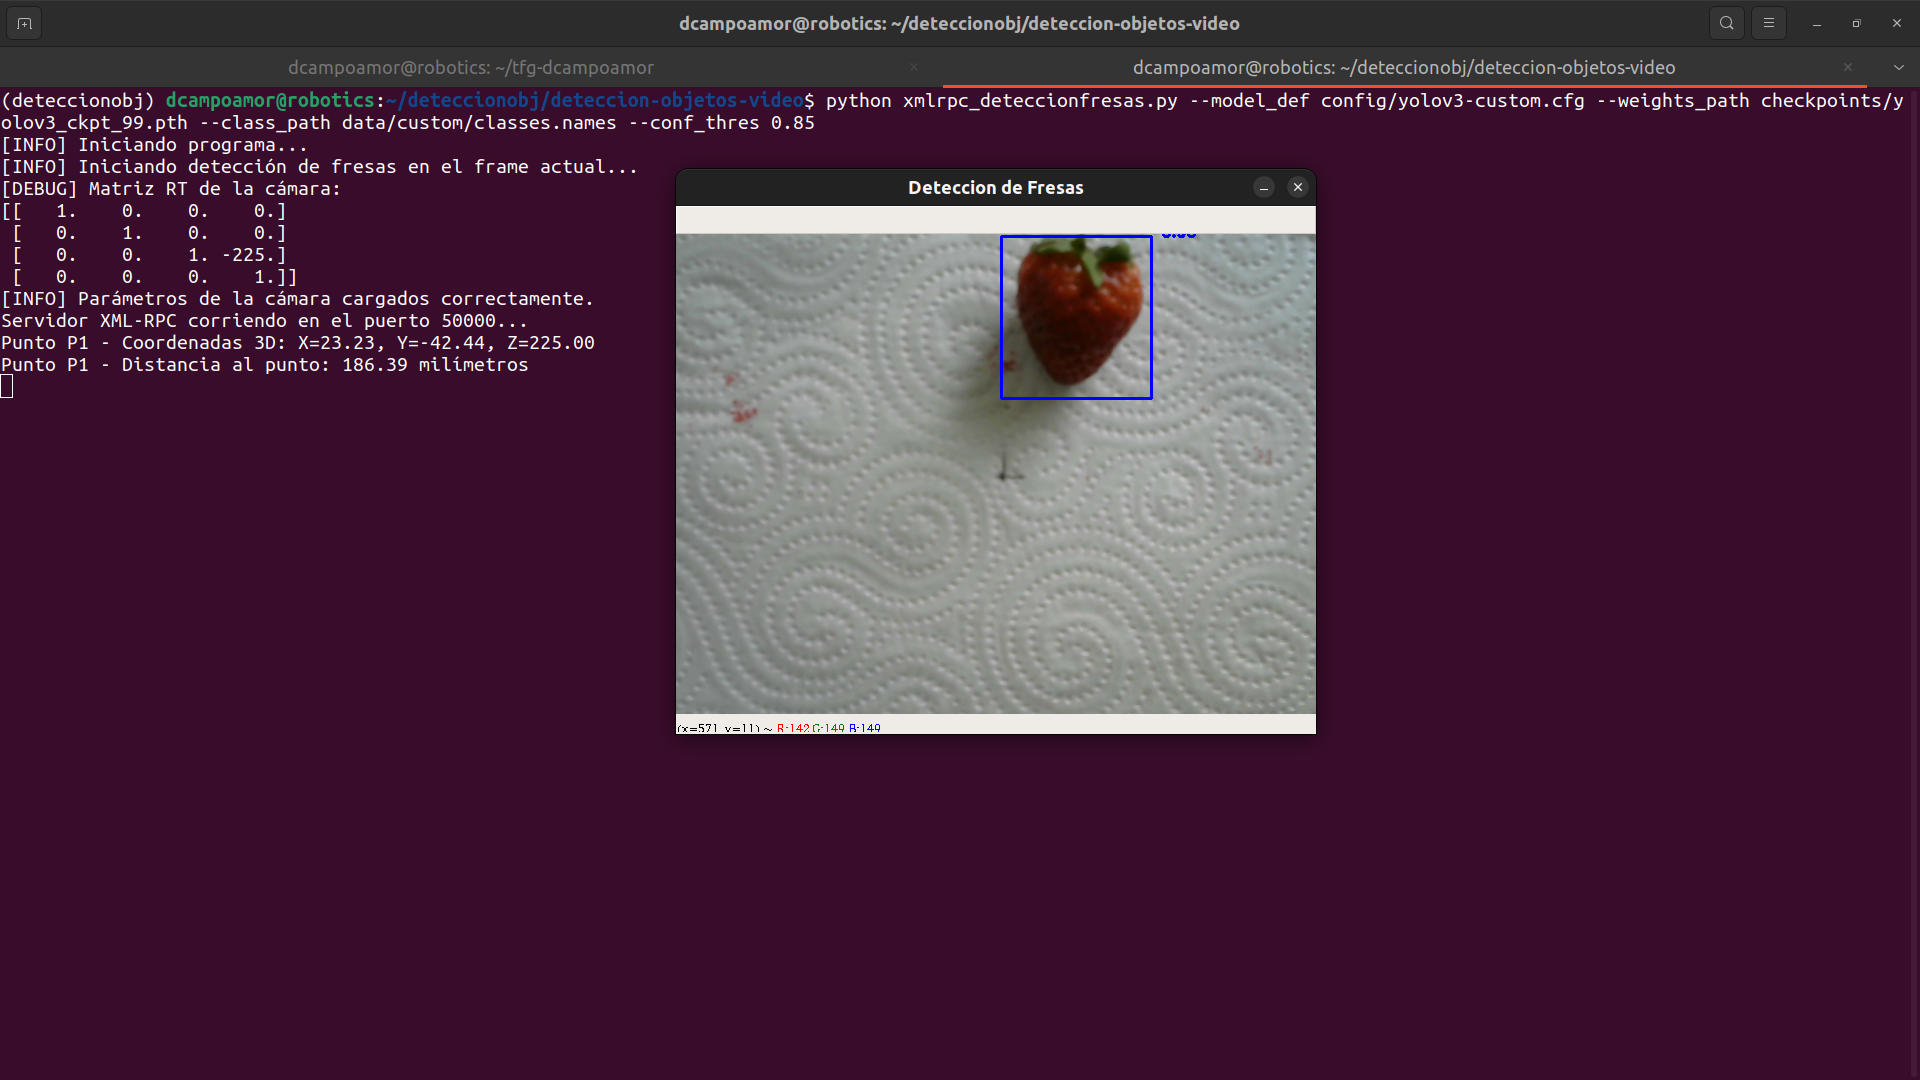 dcampoamor@robotics: ~/deteccionobj/deteccion-objetos-video
dcampoamor@robotics: ~/tfg-dcampoamor
dcampoamor@robotics: ~/deteccionobj/deteccion-objetos-video
(deteccionobj) dcampoamor@robotics:~/deteccionobj/deteccion-objetos-video$ python xmlrpc_deteccionfresas.py --model_def config/yolov3-custom.cfg --weights_path checkpoints/y
olov3_ckpt_99.pth --class_path data/custom/classes.names --conf_thres 0.85
[INFO] Iniciando programa...
[INFO] Iniciando detección de fresas en el frame actual...
[DEBUG] Matriz RT de la cámara:
[[   1.    0.    0.    0.]
 [   0.    1.    0.    0.]
 [   0.    0.    1. -225.]
 [   0.    0.    0.    1.]]
[INFO] Parámetros de la cámara cargados correctamente.
Servidor XML-RPC corriendo en el puerto 50000...
Punto P1 - Coordenadas 3D: X=23.23, Y=-42.44, Z=225.00
Punto P1 - Distancia al punto: 186.39 milímetros
Deteccion de Fresas
(x=571, y=11) ~ R:142 G:149 B:149